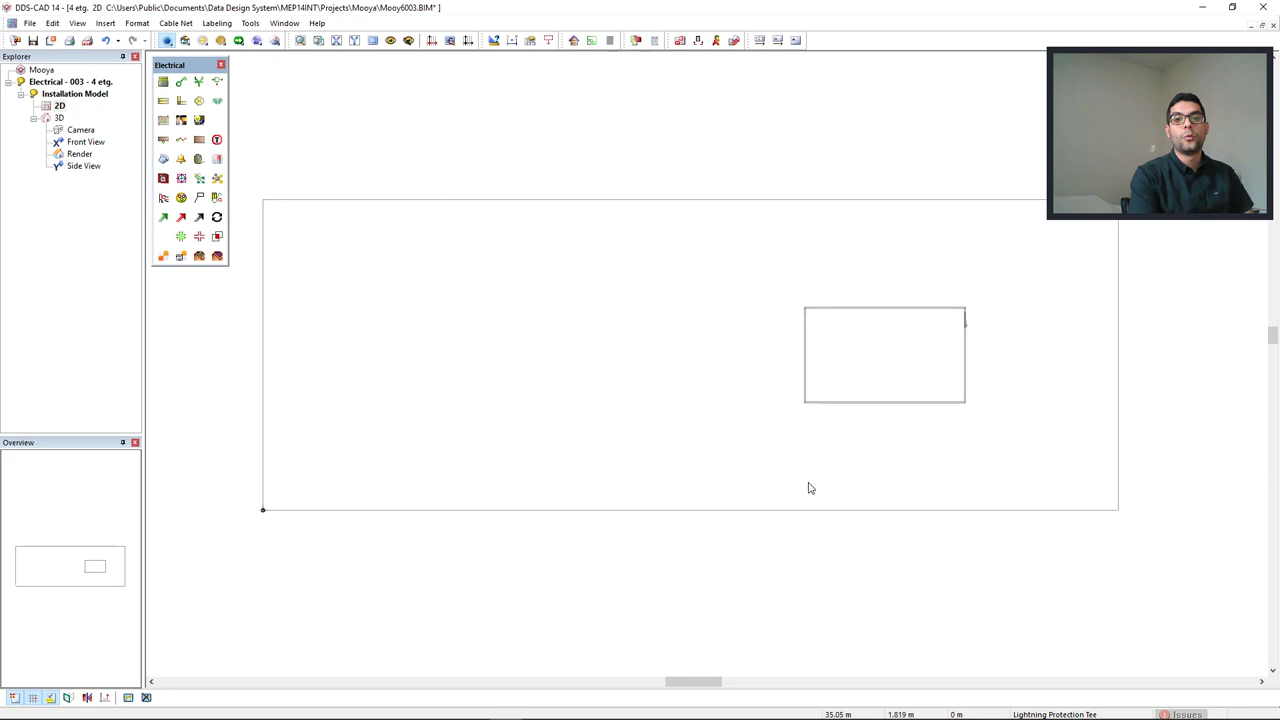 DDS-CAD 14 - [4 etg.  2D  C:\Users\Public\Documents\Data Design System\MEP14INT\Projects\Mooya\Mooy6003.BIM* ]
File Edit View Insert Format Cable Net Labeling Tools Window Help
Explorer
Mooya
Electrical - 003 - 4 etg.
Installation Model
2D
3D
Camera
Front View
Render
Side View
Electrical
Overview
35.05 m 1.819 m 0 m Lightning Protection Tee Issues